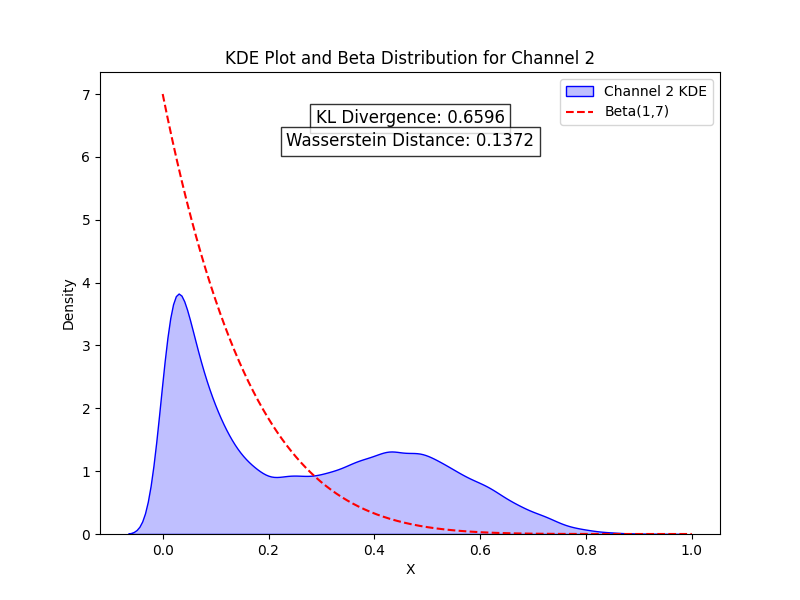 KDE Plot and Beta Distribution for Channel 2
KL Divergence: 0.6596
Wasserstein Distance: 0.1372
Channel 2 KDE
Beta(1,7)
Density
7
6
5
4
3
2
1
0
0.0 0.2 0.4 0.6 0.8 1.0
X